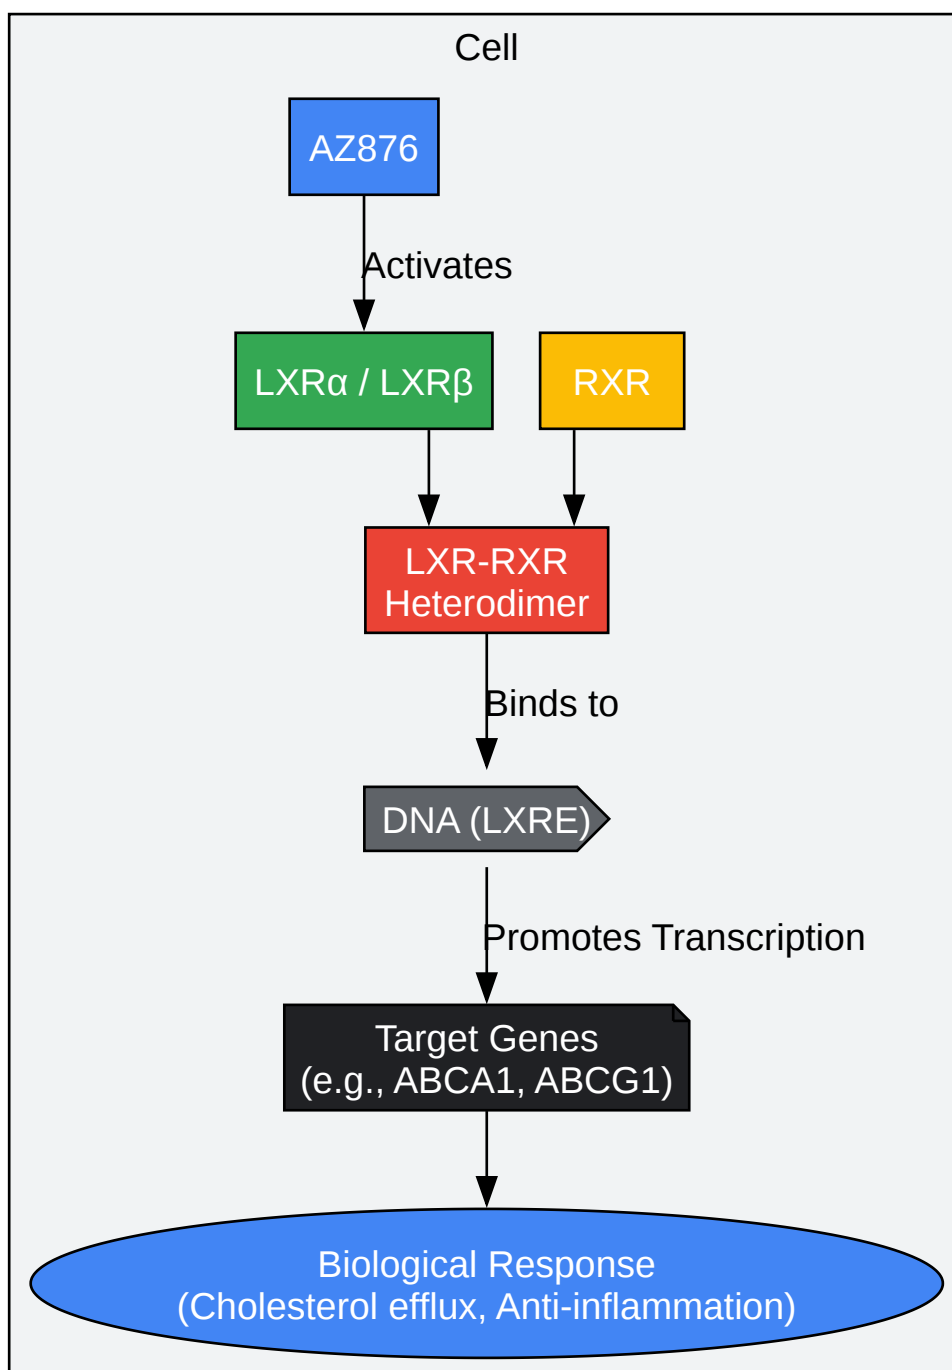 Cell
AZ876
Activates
LXRα / LXRβ
RXR
LXR-RXR
Heterodimer
Binds to
DNA (LXRE)
Promotes Transcription
Target Genes
(e.g., ABCA1, ABCG1)
Biological Response
(Cholesterol efflux, Anti-inflammation)